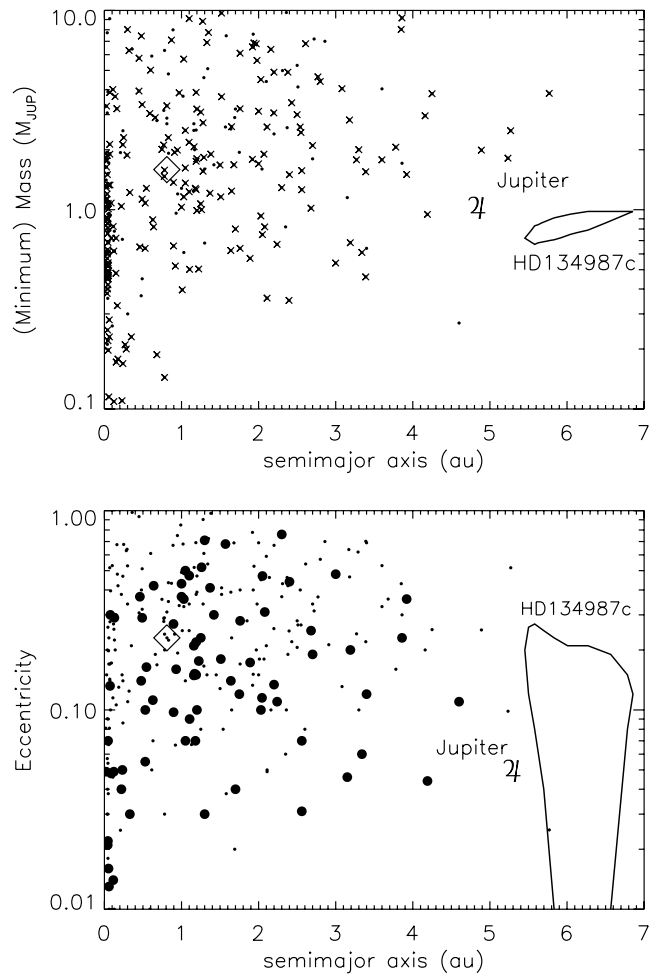 (Minimum) Mass (M_JUP)
10.0
1.0
0.1
Jupiter
♃
HD134987c
0 1 2 3 4 5 6 7
semimajor axis (au)
Eccentricity
1.00
0.10
0.01
HD134987c
Jupiter
♃
0 1 2 3 4 5 6 7
semimajor axis (au)